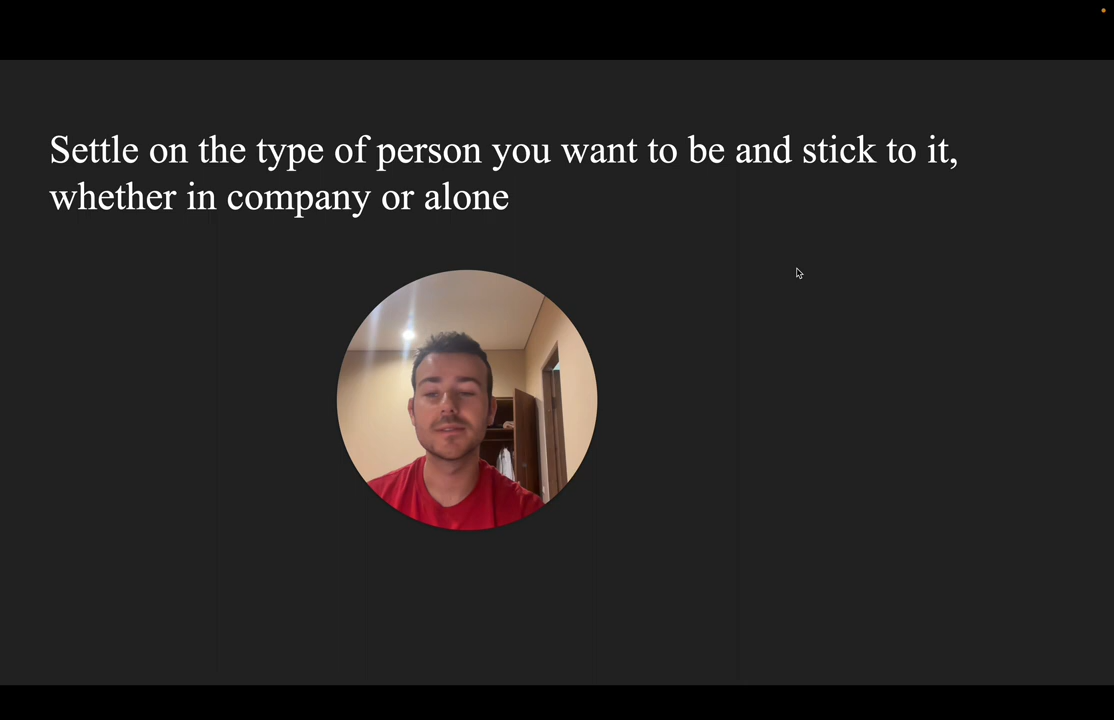 Settle on the type of person you want to be and stick to it,
whether in company or alone